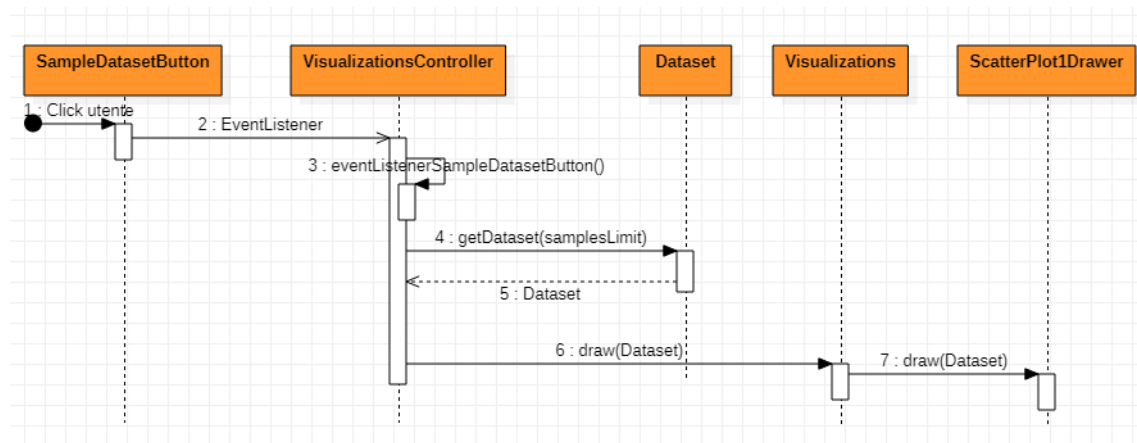 SampleDatasetButton
VisualizationsController
Dataset
Visualizations
ScatterPlot1Drawer
1 : Click utente
2 : EventListener
3 : eventListenerSampleDatasetButton()
4 : getDataset(samplesLimit)
5 : Dataset
6 : draw(Dataset)
7 : draw(Dataset)